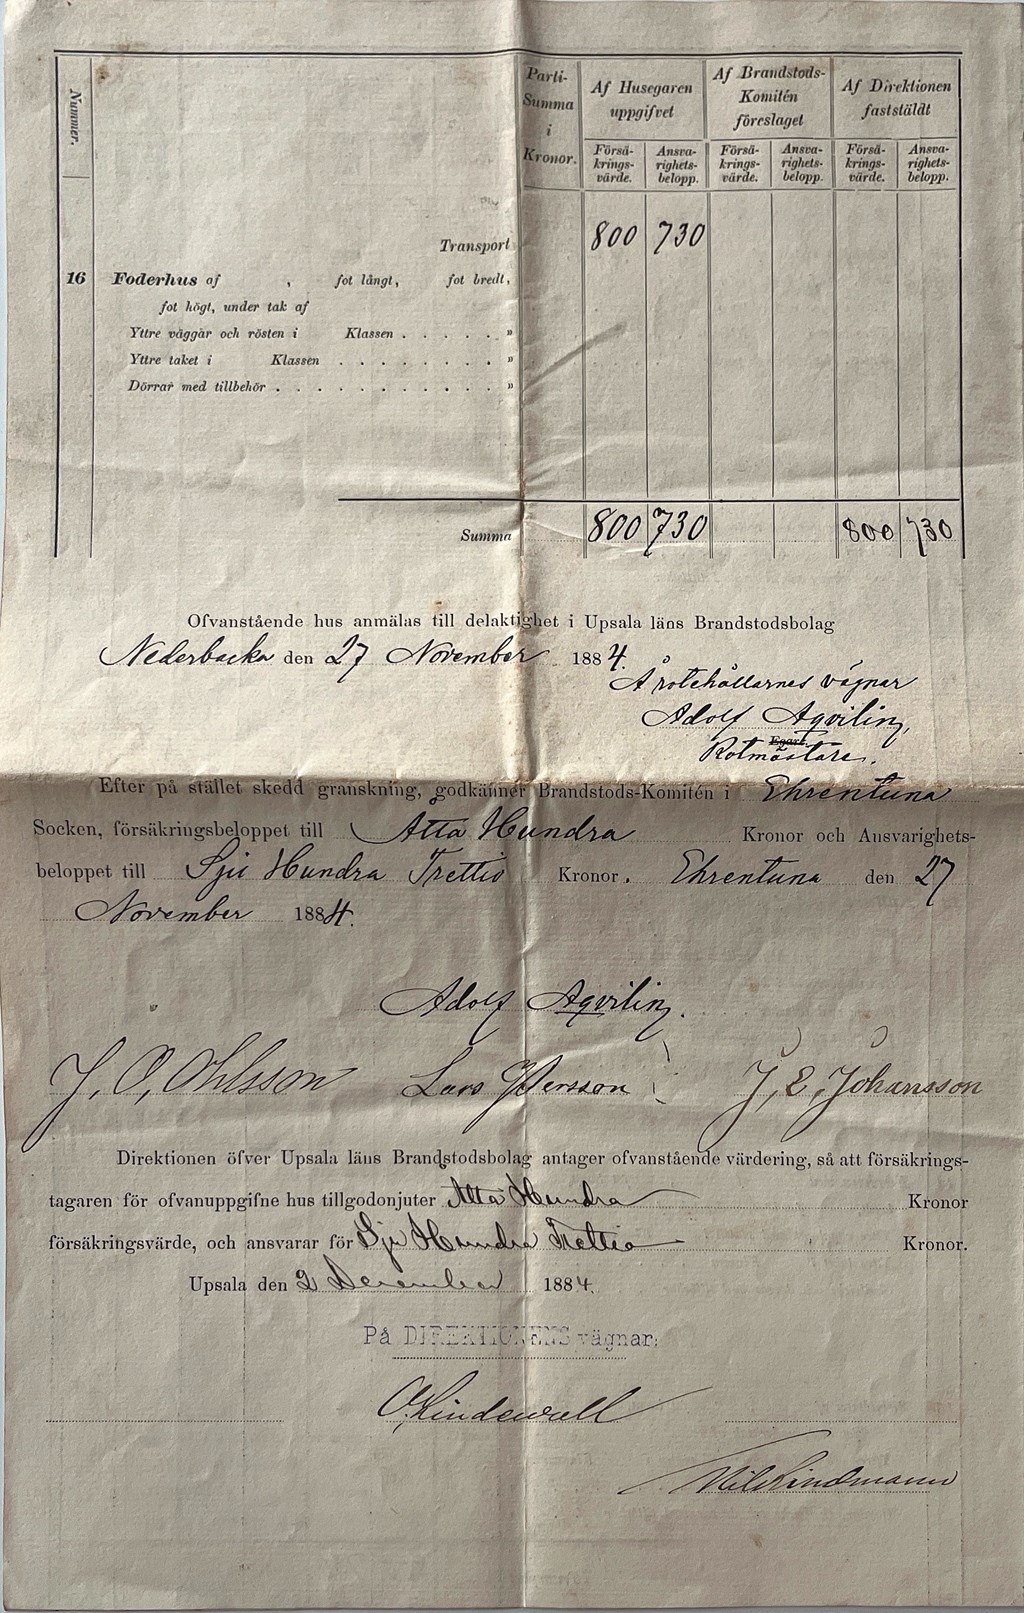 Nummer.
Parti-Summa i Kronor.
Af Husegaren uppgifvet
Af Brandstods-Komitén föreslaget
Af Direktionen faststäldt
Försä-krings-värde. Ansva-righets-belopp. Försä-krings-värde. Ansva-righets-belopp. Försä-krings-värde. Ansva-righets-belopp.
Transport 800 730
16 Foderhus af , fot långt, fot bredt,
fot högt, under tak af
Yttre väggar och rösten i Klassen . . . . . „
Yttre taket i Klassen . . . . . . . . „
Dörrar med tillbehör . . . . . . . . . . „
Summa 800 730 800 730
Ofvanstående hus anmälas till delaktighet i Upsala läns Brandstodsbolag
Nederbacka den 27 November 1884.
Å rotehållarnes vägnar
Adolf Aqvilin,
Egare.
Rotmästare.
Efter på stället skedd granskning, godkänner Brandstods-Komitén i Ehrentuna
Socken, försäkringsbeloppet till Atta Hundra Kronor och Ansvarighets-
beloppet till Sju Hundra Trettio Kronor. Ehrentuna den 27
November 1884.
Adolf Aqvilin.
J, O, Ohlsson Lars Persson J, E, Johansson
Direktionen öfver Upsala läns Brandstodsbolag antager ofvanstående värdering, så att försäkrings-
tagaren för ofvanuppgifne hus tillgodonjuter Atta Hundra Kronor
försäkringsvärde, och ansvarar för Sju Hundra Trettio Kronor.
Upsala den 2 December 1884.
På DIREKTIONENS vägnar:
O. Lindewall
Lindmann